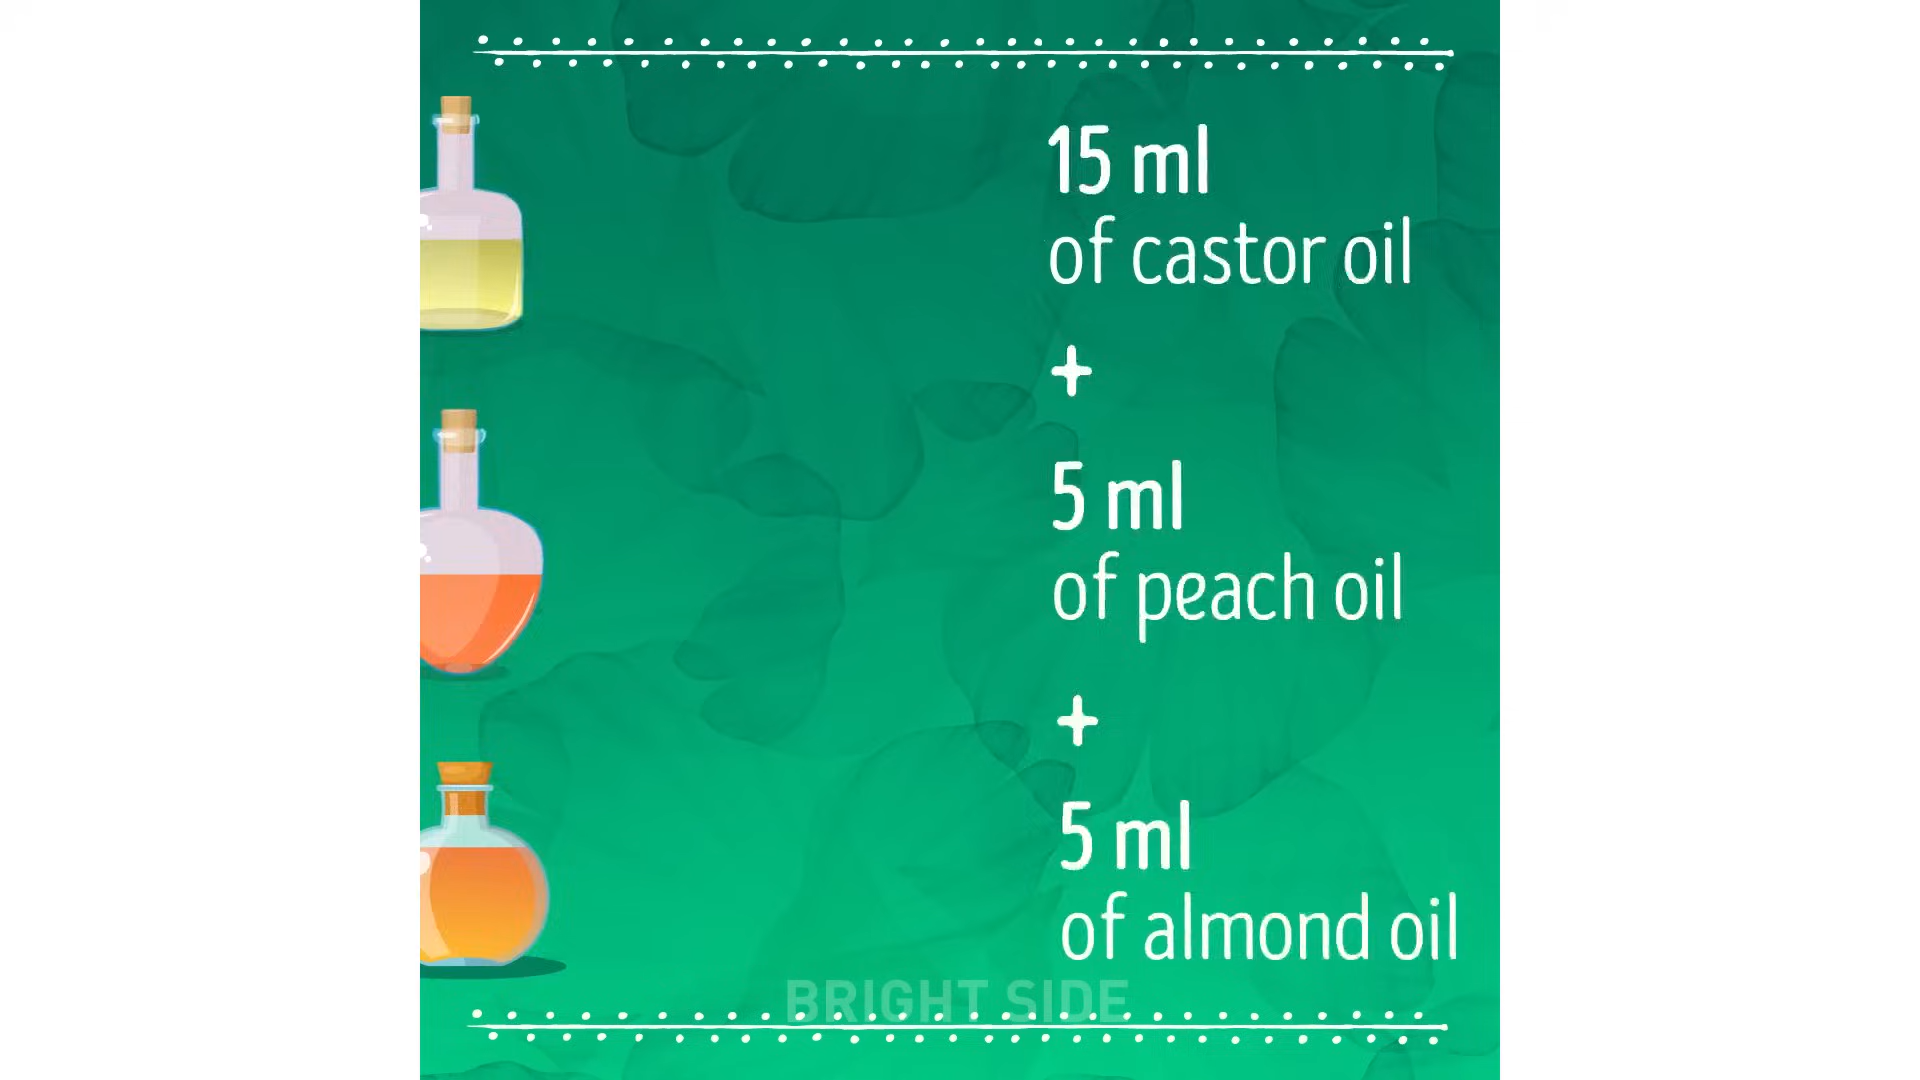 15 ml
of castor oil
+
5 ml
of peach oil
+
5 ml
of almond oil
BRIGHT SIDE